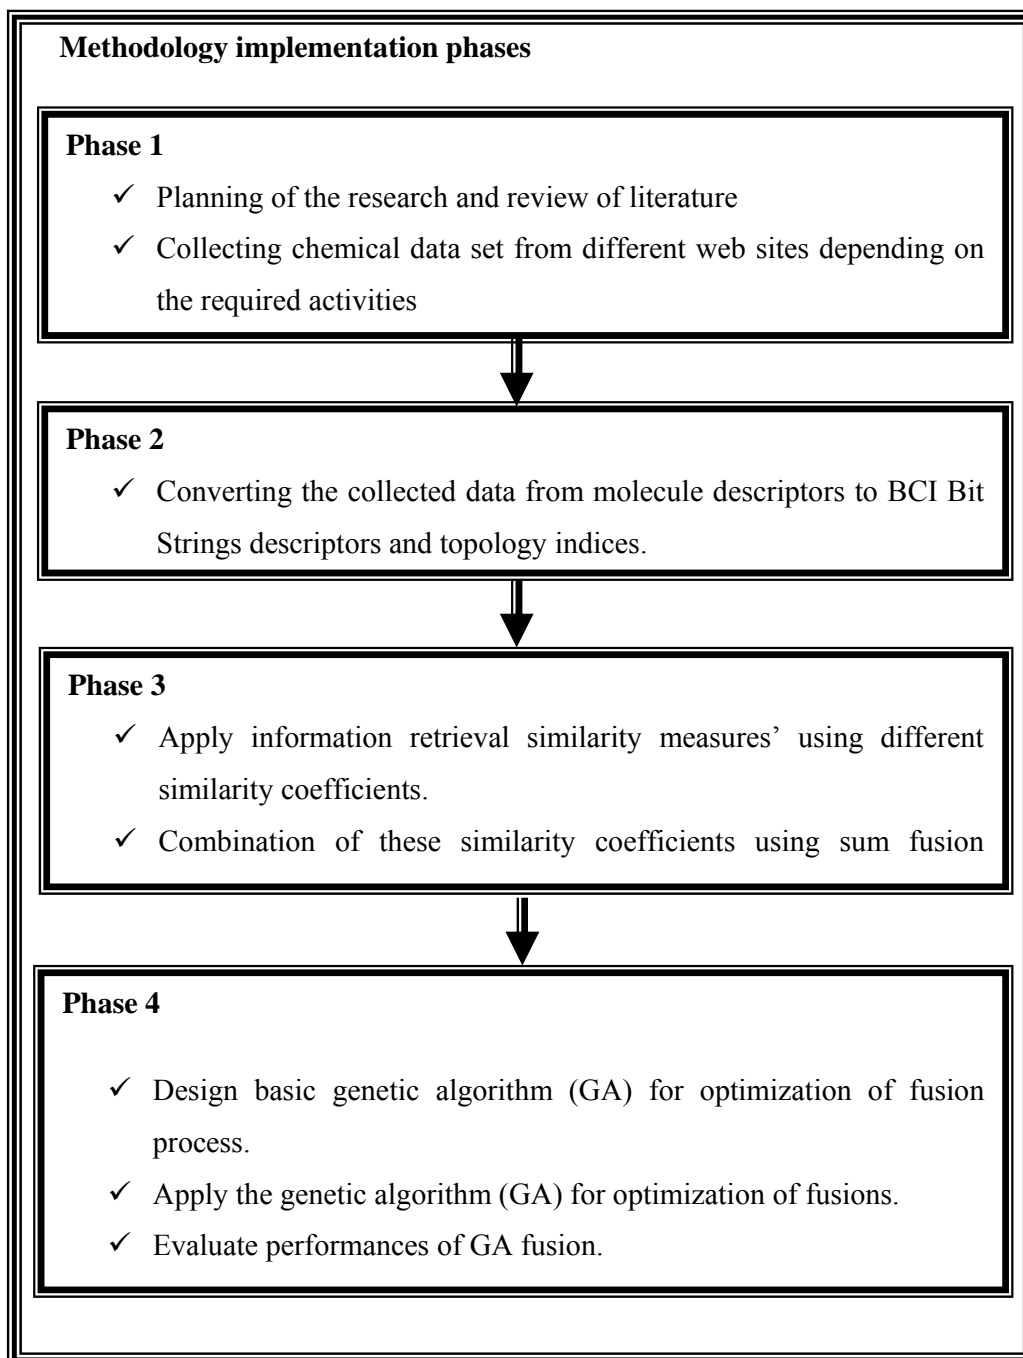 Methodology implementation phases
Phase 1
✓ Planning of the research and review of literature
✓ Collecting chemical data set from different web sites depending on
the required activities
Phase 2
✓ Converting the collected data from molecule descriptors to BCI Bit
Strings descriptors and topology indices.
Phase 3
✓ Apply information retrieval similarity measures’ using different
similarity coefficients.
✓ Combination of these similarity coefficients using sum fusion
Phase 4
✓ Design basic genetic algorithm (GA) for optimization of fusion
process.
✓ Apply the genetic algorithm (GA) for optimization of fusions.
✓ Evaluate performances of GA fusion.